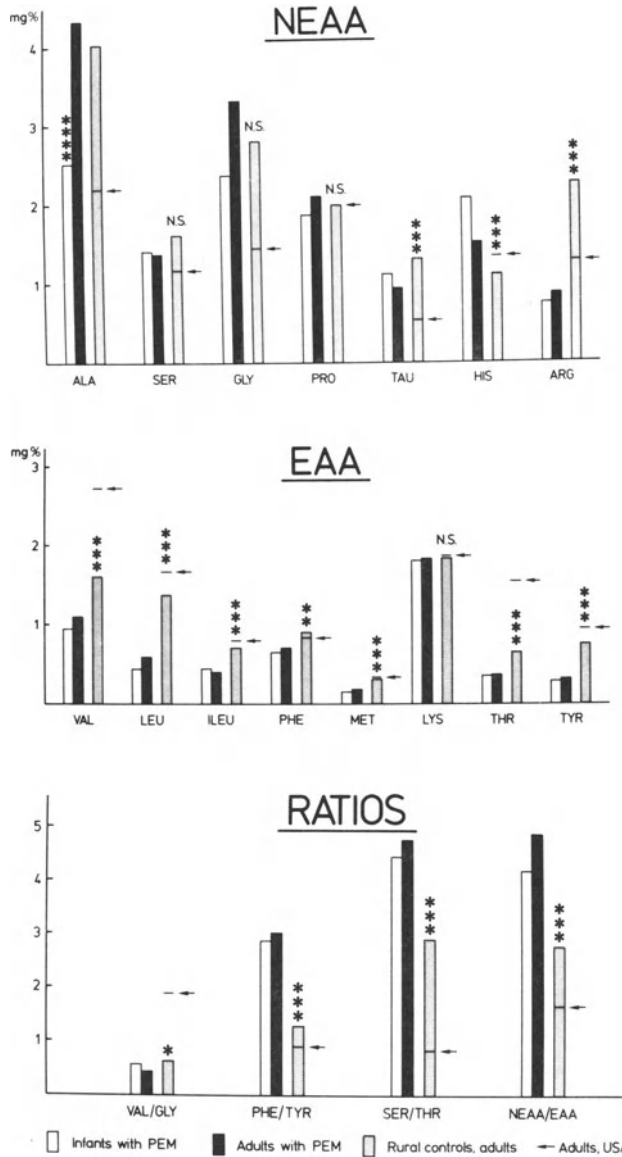 NEAA
mg%
4
3
2
1
****
N.S.
N.S.
N.S.
***
***
***
ALA SER GLY PRO TAU HIS ARG
EAA
mg%
3
2
1
***
***
***
**
***
N.S.
***
***
VAL LEU ILEU PHE MET LYS THR TYR
RATIOS
5
4
3
2
1
*
***
***
***
VAL/GLY PHE/TYR SER/THR NEAA/EAA
Infants with PEM Adults with PEM Rural controls, adults Adults, USA